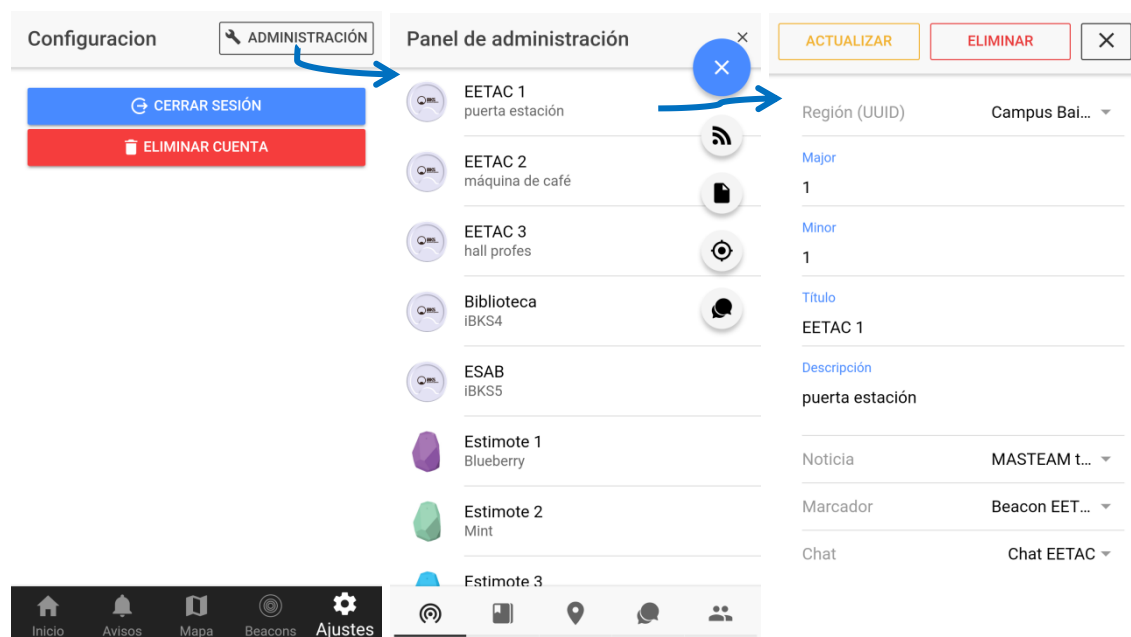 Configuracion
ADMINISTRACIÓN
CERRAR SESIÓN
ELIMINAR CUENTA
Inicio
Avisos
Mapa
Beacons
Ajustes
Panel de administración
EETAC 1
puerta estación
EETAC 2
máquina de café
EETAC 3
hall profes
Biblioteca
iBKS4
ESAB
iBKS5
Estimote 1
Blueberry
Estimote 2
Mint
Estimote 3
ACTUALIZAR
ELIMINAR
Región (UUID) Campus Bai...
Major
1
Minor
1
Título
EETAC 1
Descripción
puerta estación
Noticia MASTEAM t...
Marcador Beacon EET...
Chat Chat EETAC